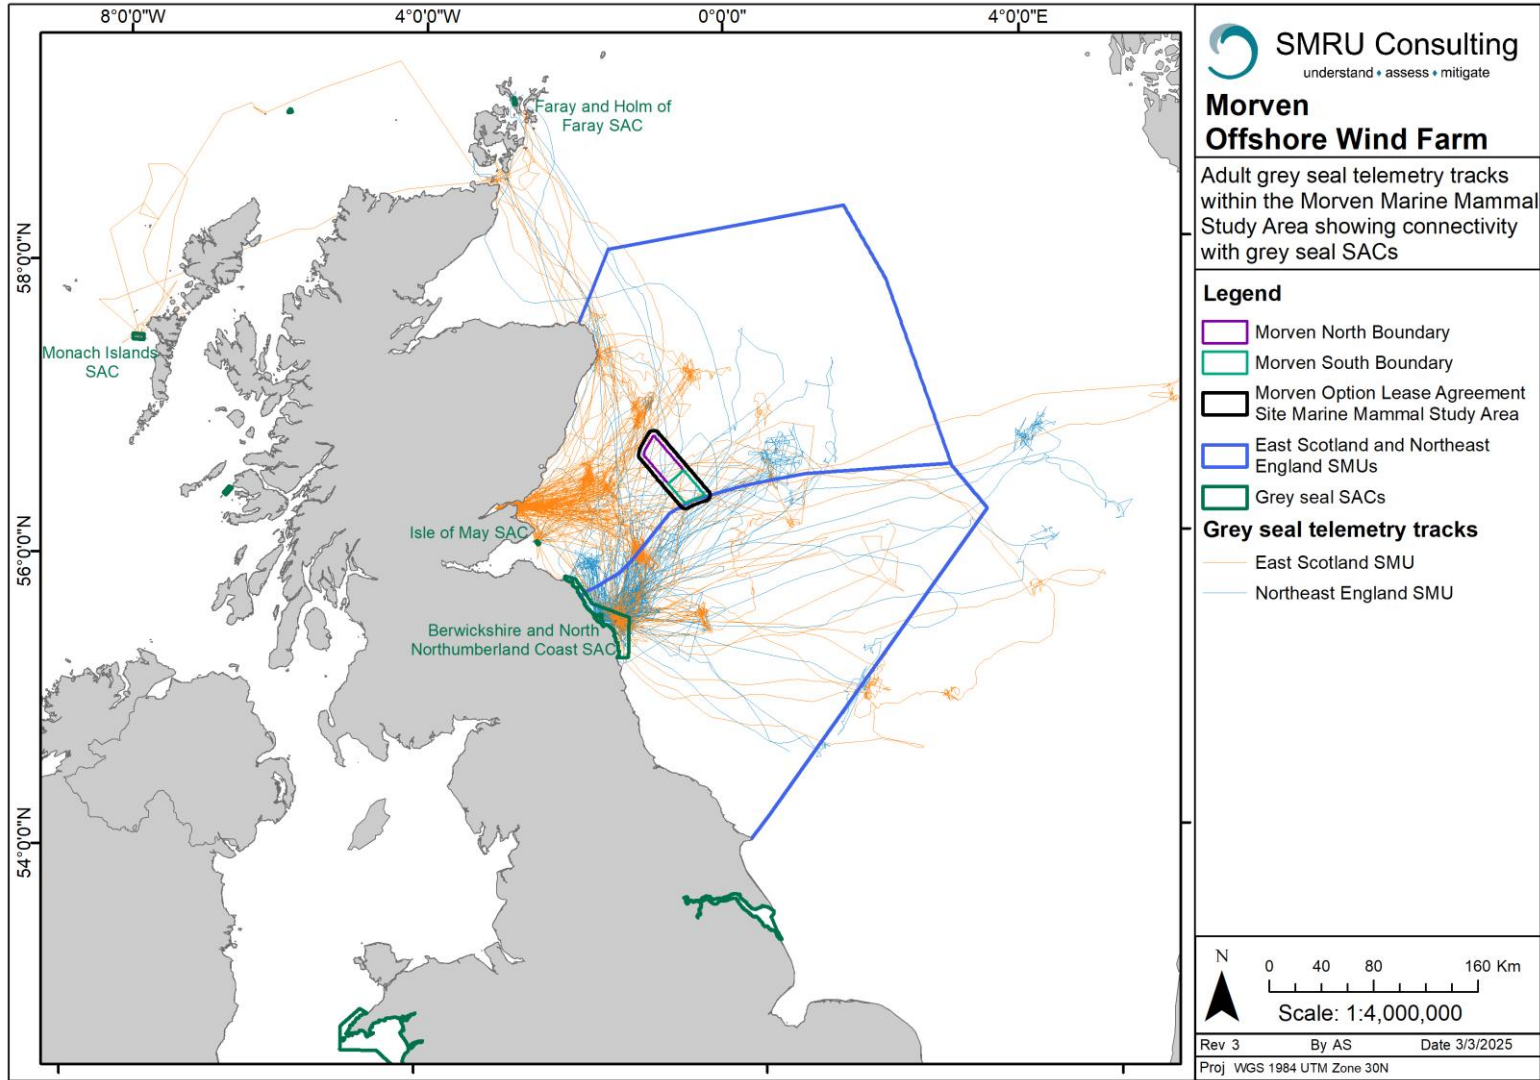 8°0'0"W
4°0'0"W
0°0'0"
4°0'0"E
58°0'0"N
56°0'0"N
54°0'0"N
Faray and Holm of
Faray SAC
Monach Islands
SAC
Isle of May SAC
Berwickshire and North
Northumberland Coast SAC
SMRU Consulting
understand ♦ assess ♦ mitigate
Morven
Offshore Wind Farm
Adult grey seal telemetry tracks
within the Morven Marine Mammal
Study Area showing connectivity
with grey seal SACs
Legend
Morven North Boundary
Morven South Boundary
Morven Option Lease Agreement
Site Marine Mammal Study Area
East Scotland and Northeast
England SMUs
Grey seal SACs
Grey seal telemetry tracks
East Scotland SMU
Northeast England SMU
N
0 40 80 160 Km
Scale: 1:4,000,000
Rev 3 By AS Date 3/3/2025
Proj WGS 1984 UTM Zone 30N